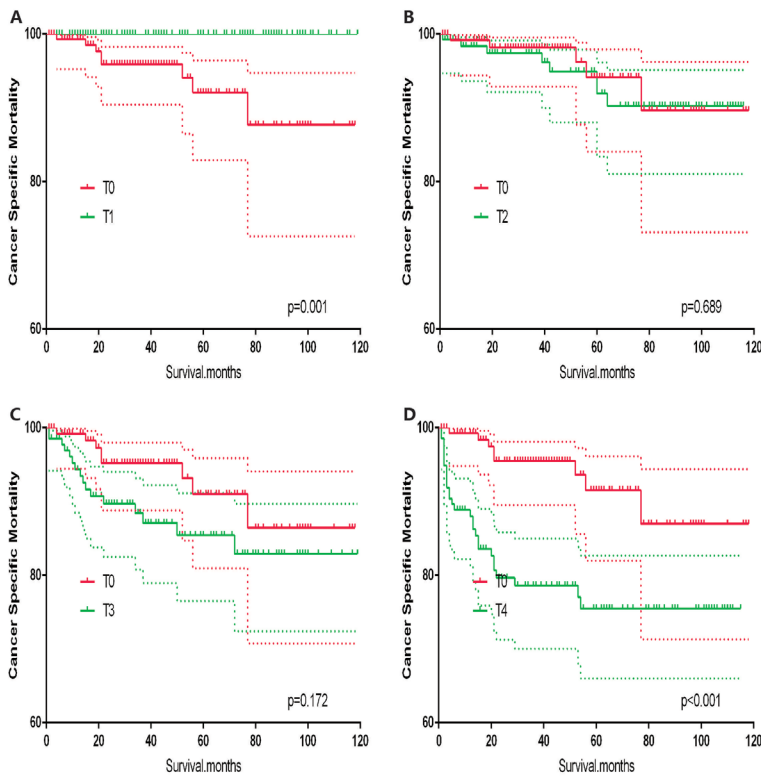 A
Cancer Specific Mortality
100
80
60
T0
T1
p=0.001
0 20 40 60 80 100 120
Survival.months
B
Cancer Specific Mortality
100
80
60
T0
T2
p=0.689
0 20 40 60 80 100 120
Survival.months
C
Cancer Specific Mortality
100
80
60
T0
T3
p=0.172
0 20 40 60 80 100 120
Survival.months
D
Cancer Specific Mortality
100
80
60
T0
T4
p<0.001
0 20 40 60 80 100 120
Survival.months